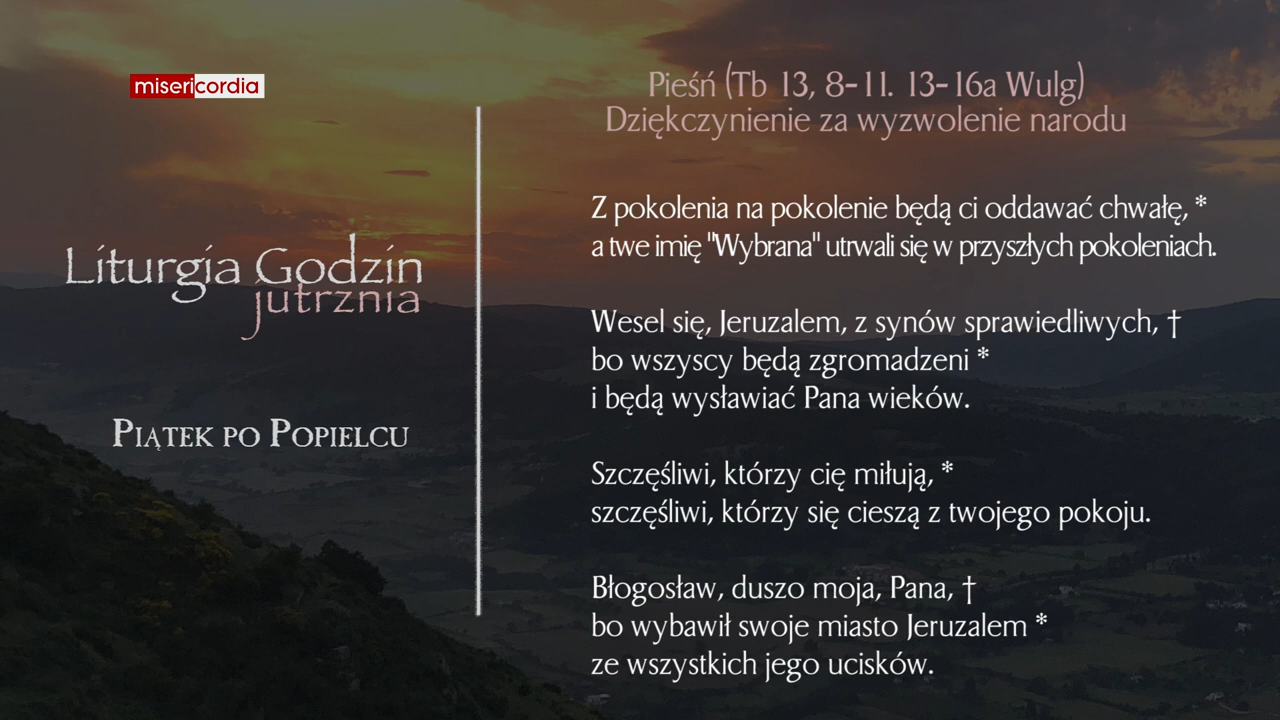 misericordia
Liturgia Godzin
jutrznia
Piątek po Popielcu
Pieśń (Tb 13, 8-11. 13-16a Wulg)
Dziękczynienie za wyzwolenie narodu
Z pokolenia na pokolenie będą ci oddawać chwałę, *
a twe imię "Wybrana" utrwali się w przyszłych pokoleniach.
Wesel się, Jeruzalem, z synów sprawiedliwych, †
bo wszyscy będą zgromadzeni *
i będą wysławiać Pana wieków.
Szczęśliwi, którzy cię miłują, *
szczęśliwi, którzy się cieszą z twojego pokoju.
Błogosław, duszo moja, Pana, †
bo wybawił swoje miasto Jeruzalem *
ze wszystkich jego ucisków.